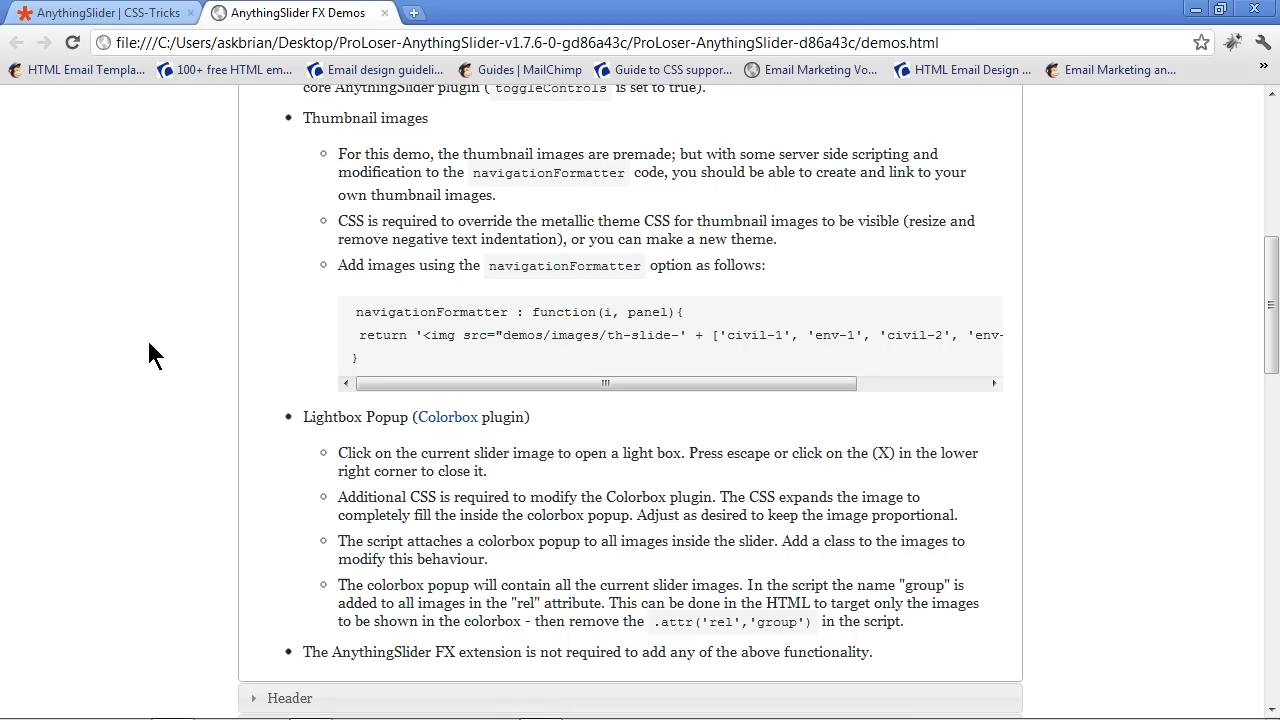 AnythingSlider | CSS-Tricks
AnythingSlider FX Demos
file:///C:/Users/askbrian/Desktop/ProLoser-AnythingSlider-v1.7.6-0-gd86a43c/ProLoser-AnythingSlider-d86a43c/demos.html
HTML Email Templa...
100+ free HTML em...
Email design guideli...
Guides | MailChimp
Guide to CSS suppor...
Email Marketing Vo...
HTML Email Design ...
Email Marketing an...
»
core AnythingSlider plugin ( toggleControls is set to true).
Thumbnail images
For this demo, the thumbnail images are premade; but with some server side scripting and
modification to the navigationFormatter code, you should be able to create and link to your
own thumbnail images.
CSS is required to override the metallic theme CSS for thumbnail images to be visible (resize and
remove negative text indentation), or you can make a new theme.
Add images using the navigationFormatter option as follows:
navigationFormatter : function(i, panel){
return '<img src="demos/images/th-slide-' + ['civil-1', 'env-1', 'civil-2', 'env-
}
Lightbox Popup (Colorbox plugin)
Click on the current slider image to open a light box. Press escape or click on the (X) in the lower
right corner to close it.
Additional CSS is required to modify the Colorbox plugin. The CSS expands the image to
completely fill the inside the colorbox popup. Adjust as desired to keep the image proportional.
The script attaches a colorbox popup to all images inside the slider. Add a class to the images to
modify this behaviour.
The colorbox popup will contain all the current slider images. In the script the name "group" is
added to all images in the "rel" attribute. This can be done in the HTML to target only the images
to be shown in the colorbox - then remove the .attr('rel','group') in the script.
The AnythingSlider FX extension is not required to add any of the above functionality.
Header